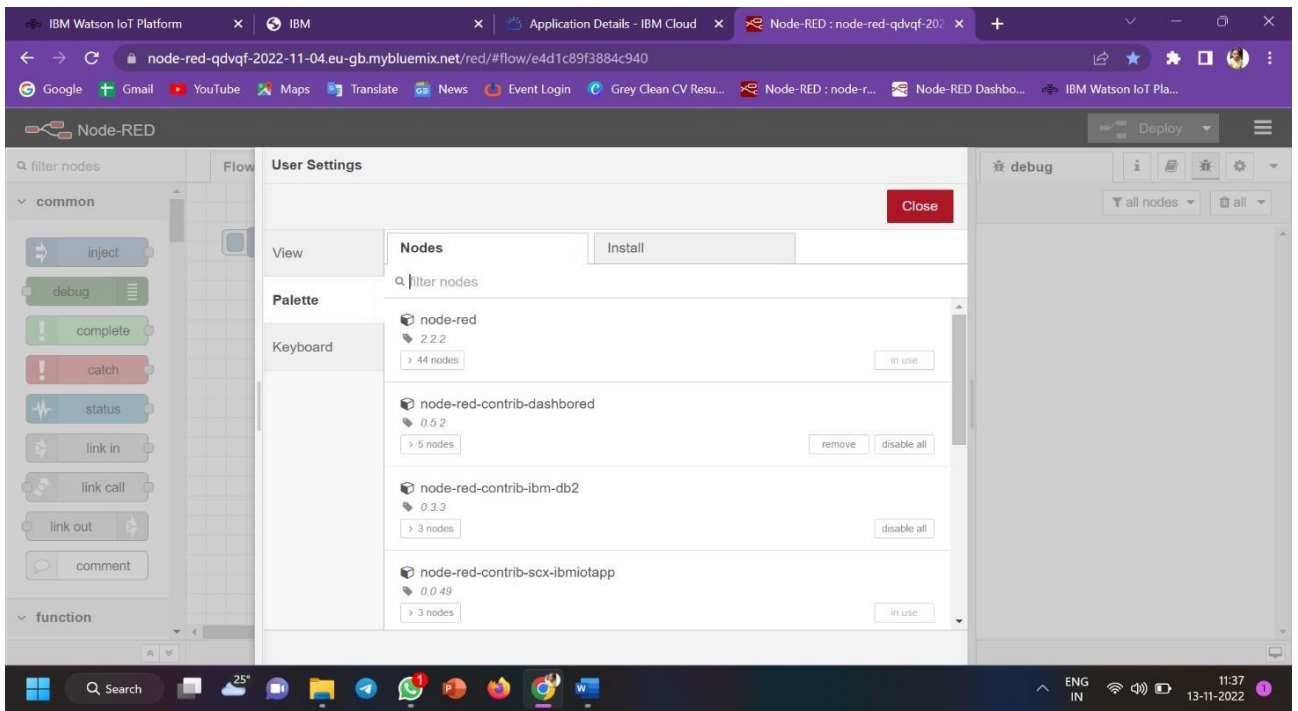 IBM Watson IoT Platform
IBM
Application Details - IBM Cloud
Node-RED : node-red-qdvqf-202
node-red-qdvqf-2022-11-04.eu-gb.mybluemix.net/red/#flow/e4d1c89f3884c940
Google Gmail YouTube Maps Translate News Event Login Grey Clean CV Resu... Node-RED : node-r... Node-RED Dashbo... IBM Watson IoT Pla...
Node-RED
Deploy
filter nodes
Flow
User Settings
debug
i
common
Close
all nodes
all
inject
View
Nodes
Install
filter nodes
debug
Palette
node-red
2.2.2
44 nodes
in use
complete
Keyboard
catch
node-red-contrib-dashbored
0.5.2
5 nodes
remove
disable all
status
link in
link call
node-red-contrib-ibm-db2
0.3.3
3 nodes
disable all
link out
comment
node-red-contrib-scx-ibmiotapp
0.0.49
3 nodes
in use
function
Search
25°
1
P
W
ENG
IN
11:37
13-11-2022
1